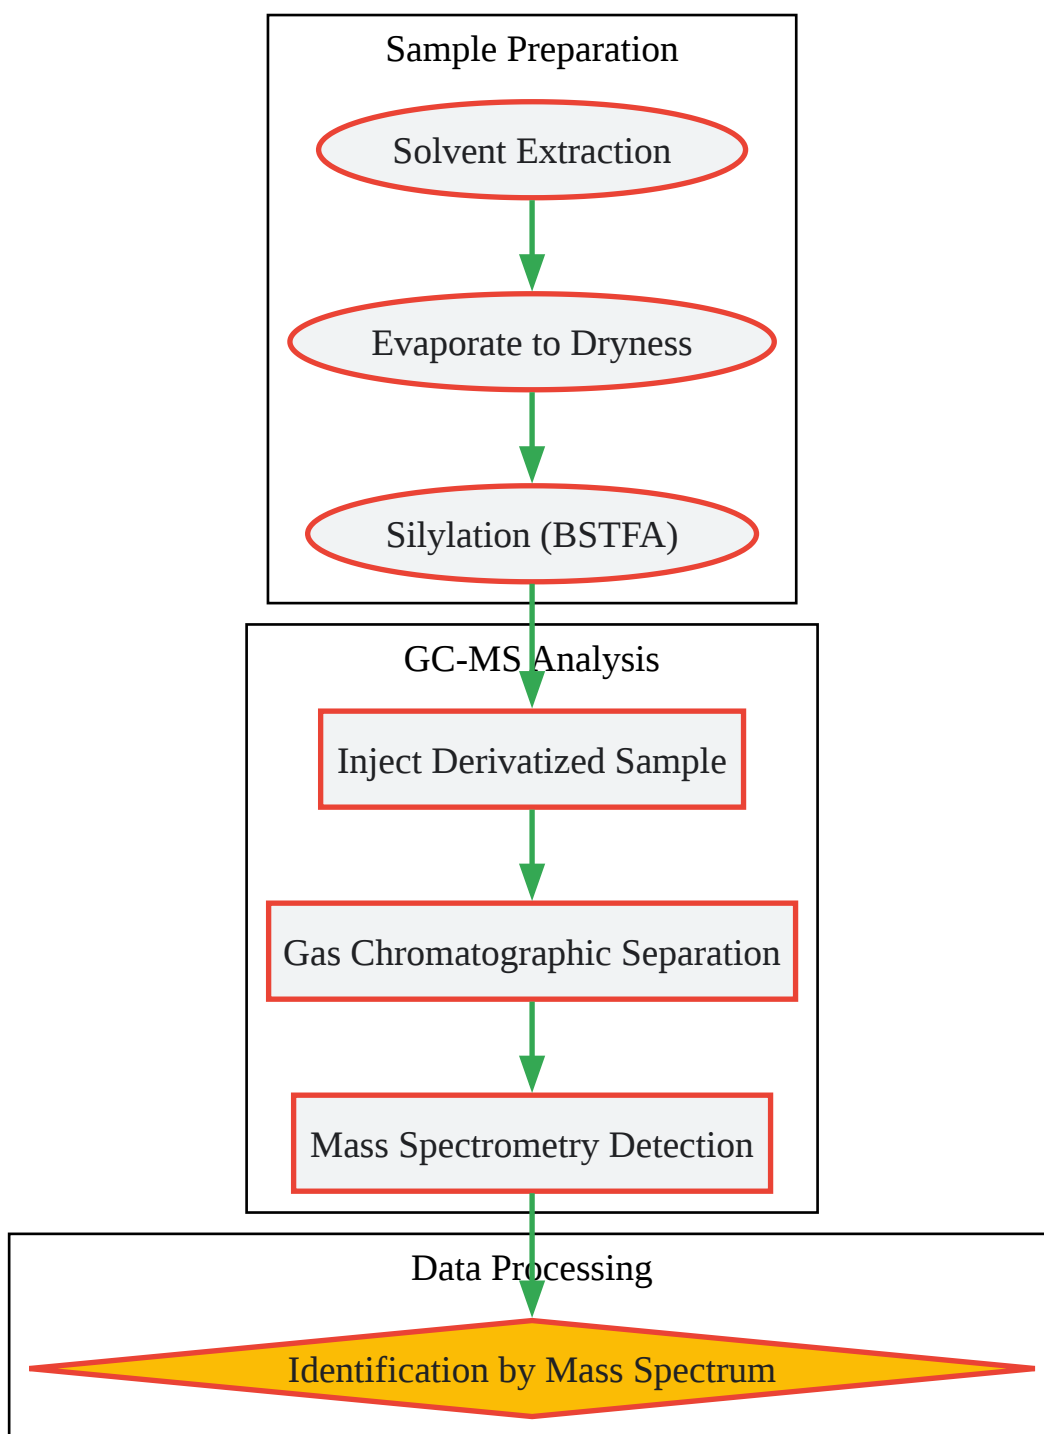 Sample Preparation
Solvent Extraction
Evaporate to Dryness
Silylation (BSTFA)
GC-MS Analysis
Inject Derivatized Sample
Gas Chromatographic Separation
Mass Spectrometry Detection
Data Processing
Identification by Mass Spectrum